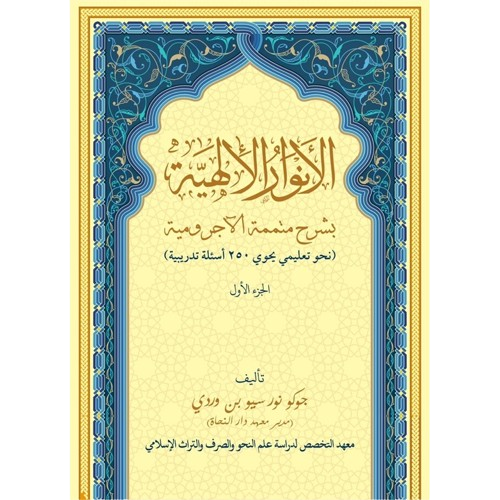 الأنوار الإلهية
بشرح متممة الآجرومية
(نحو تعليمي يحوي ٢٥٠ أسئلة تدريبية)
الجزء الأول
تأليف
جوكو نور سيو بن وردي
(مدير معهد دار النحاة)
معهد التخصص لدراسة علم النحو والصرف والتراث الإسلامي